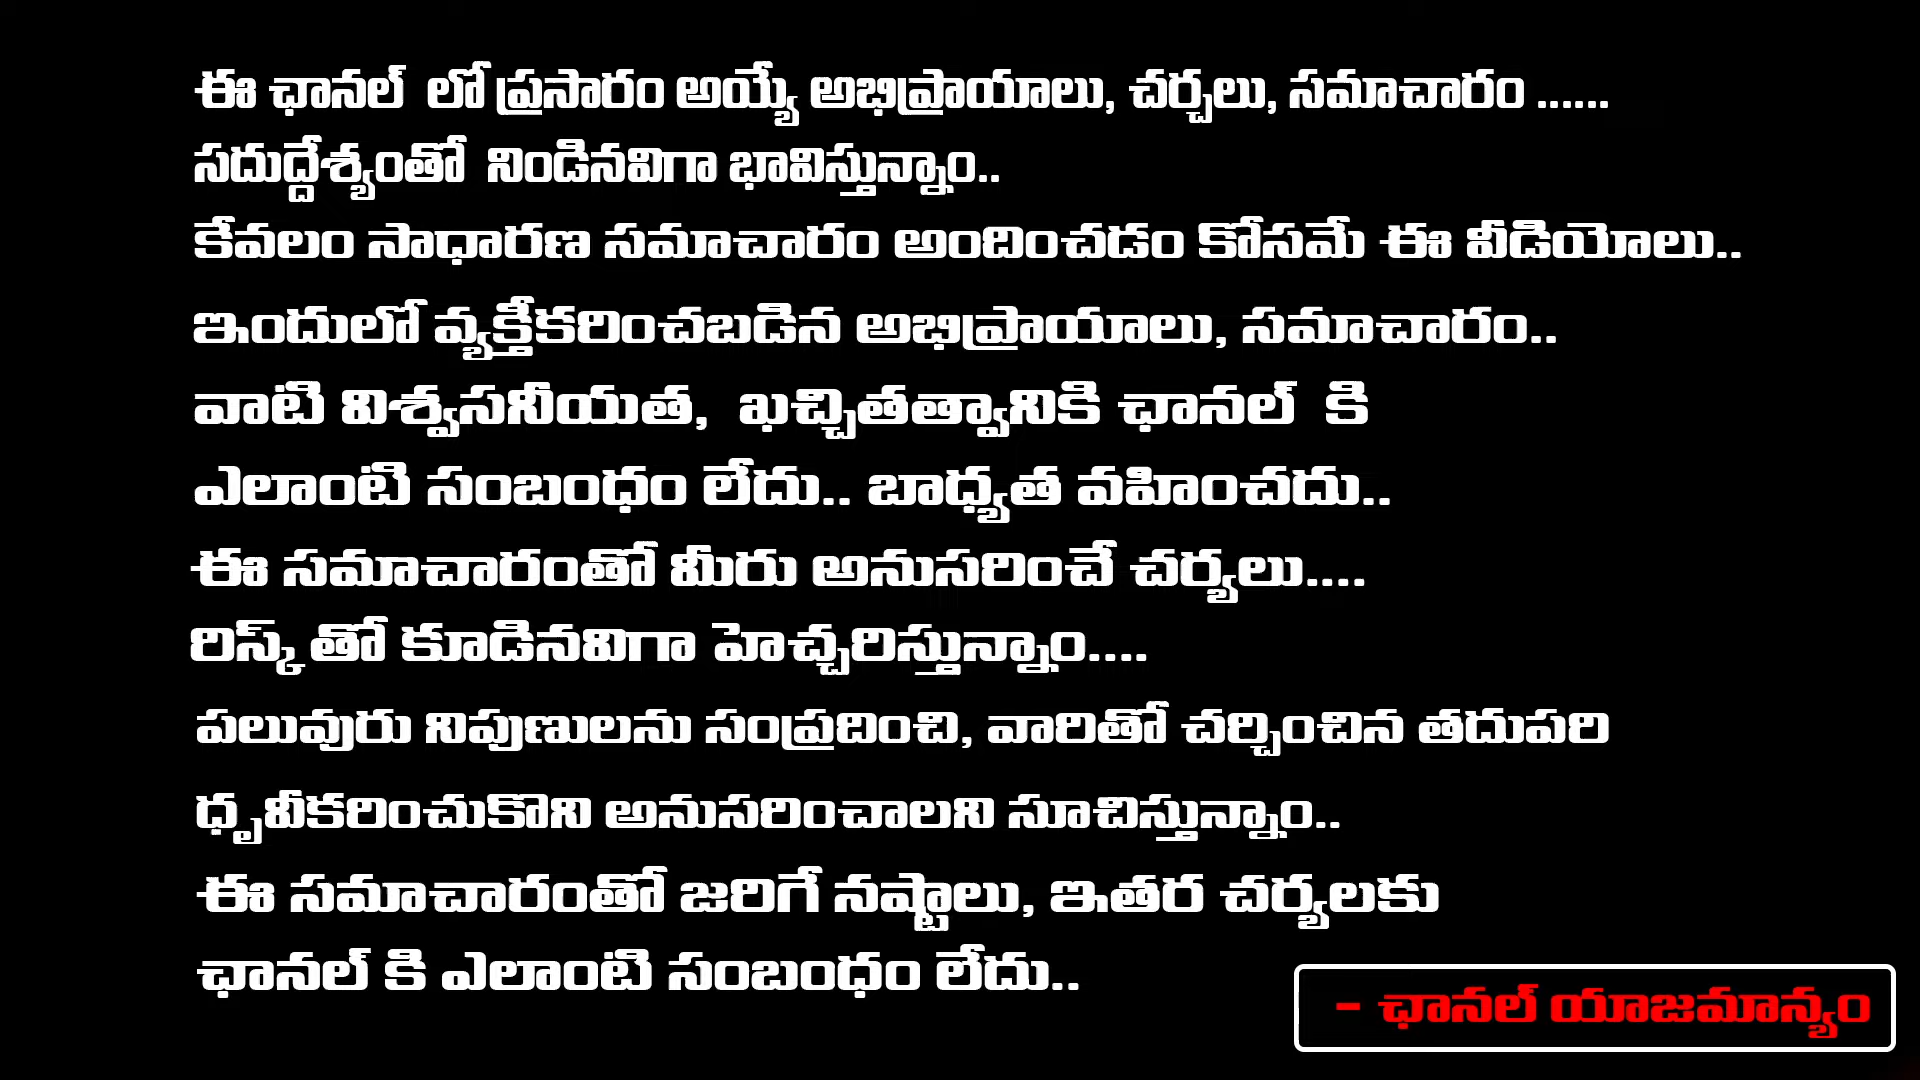 ఈ ఛానల్ లో ప్రసారం అయ్యే అభిప్రాయాలు, చర్చలు, సమాచారం ......
సదుద్దేశ్యంతో నిండినవిగా భావిస్తున్నాం..
కేవలం సాధారణ సమాచారం అందించడం కోసమే ఈ వీడియోలు..
ఇందులో వ్యక్తీకరించబడిన అభిప్రాయాలు, సమాచారం..
వాటి విశ్వసనీయత, ఖచ్చితత్వానికి ఛానల్ కి
ఎలాంటి సంబంధం లేదు.. బాధ్యత వహించదు..
ఈ సమాచారంతో మీరు అనుసరించే చర్యలు....
రిస్క్ తో కూడినవిగా హెచ్చరిస్తున్నాం....
పలువురు నిపుణులను సంప్రదించి, వారితో చర్చించిన తదుపరి
ధృవీకరించుకొని అనుసరించాలని సూచిస్తున్నాం..
ఈ సమాచారంతో జరిగే నష్టాలు, ఇతర చర్యలకు
ఛానల్ కి ఎలాంటి సంబంధం లేదు..
- ఛానల్ యాజమాన్యం